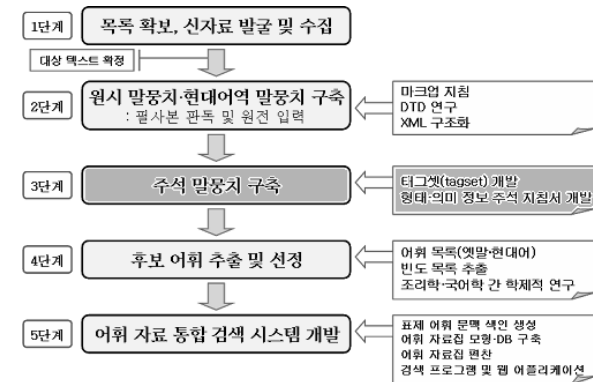 1단계
목록 확보, 신자료 발굴 및 수집
대상 텍스트 확정
2단계
원시 말뭉치·현대어역 말뭉치 구축
: 필사본 판독 및 원전 입력
마크업 지침
DTD 연구
XML 구조화
3단계
주석 말뭉치 구축
태그셋(tagset) 개발
형태·의미 정보 주석 지침서 개발
4단계
후보 어휘 추출 및 선정
어휘 목록(옛말·현대어)
빈도 목록 추출
조리학·국어학 간 학제적 연구
5단계
어휘 자료 통합 검색 시스템 개발
표제 어휘 문맥 색인 생성
어휘 자료집 모형·DB 구축
어휘 자료집 편찬
검색 프로그램 및 웹 어플리케이션